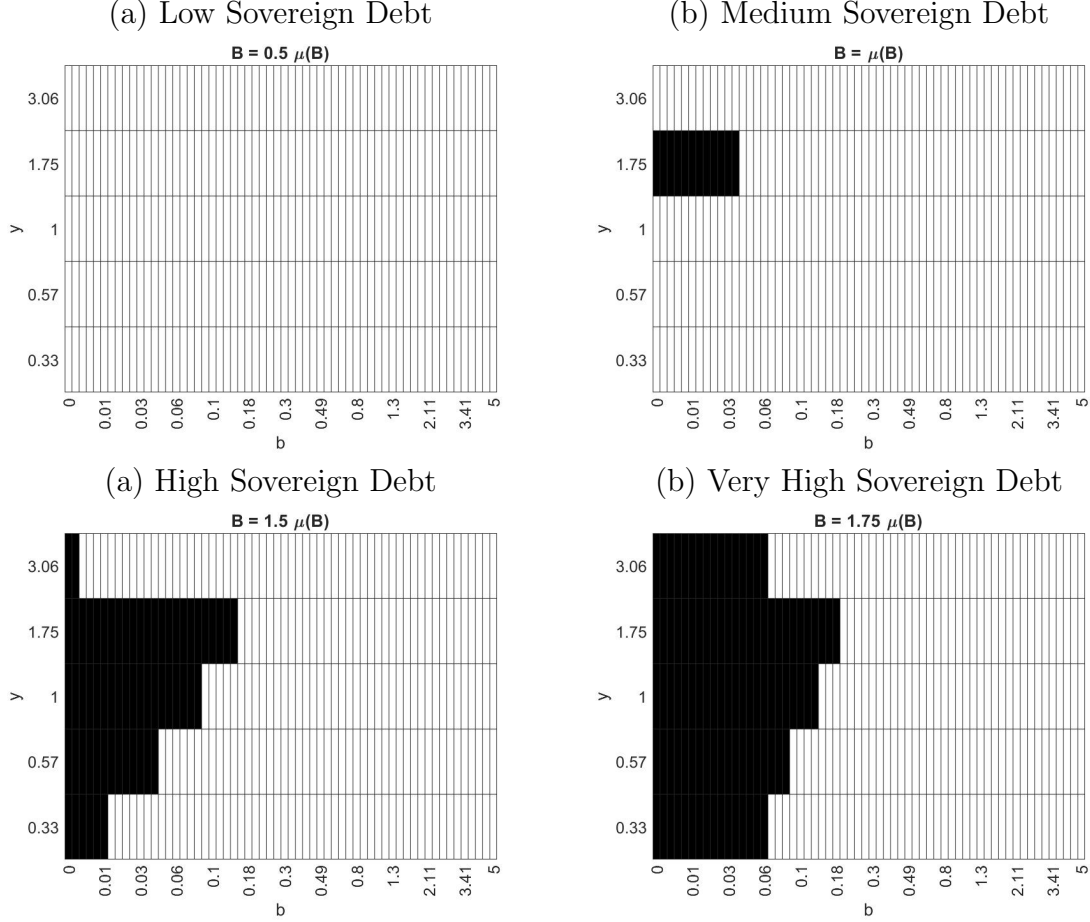 (a) Low Sovereign Debt
B = 0.5 μ(B)
3.06
1.75
1
0.57
0.33
y
0 0.01 0.03 0.06 0.1 0.18 0.3 0.49 0.8 1.3 2.11 3.41 5
b
(b) Medium Sovereign Debt
B = μ(B)
3.06
1.75
1
0.57
0.33
y
0 0.01 0.03 0.06 0.1 0.18 0.3 0.49 0.8 1.3 2.11 3.41 5
b
(a) High Sovereign Debt
B = 1.5 μ(B)
3.06
1.75
1
0.57
0.33
y
0 0.01 0.03 0.06 0.1 0.18 0.3 0.49 0.8 1.3 2.11 3.41 5
b
(b) Very High Sovereign Debt
B = 1.75 μ(B)
3.06
1.75
1
0.57
0.33
y
0 0.01 0.03 0.06 0.1 0.18 0.3 0.49 0.8 1.3 2.11 3.41 5
b